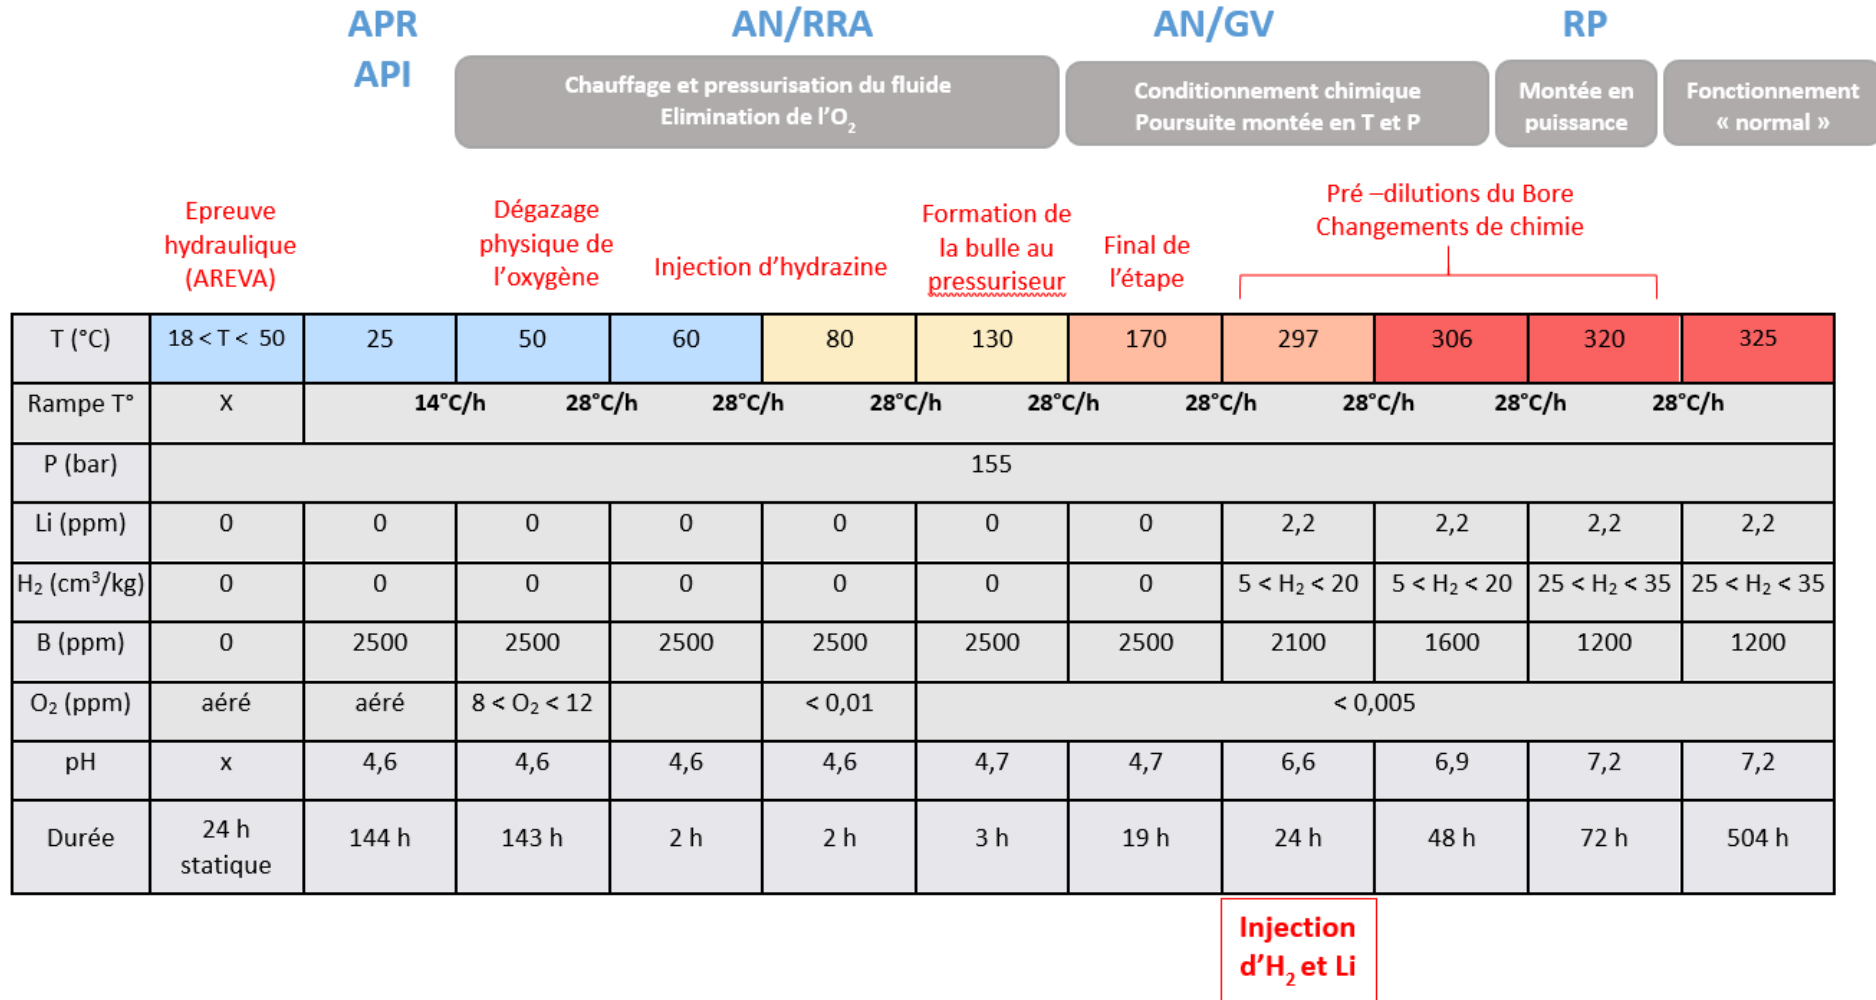 APR AN/RRA AN/GV RP
API
Chauffage et pressurisation du fluide
Elimination de l’O₂
Conditionnement chimique
Poursuite montée en T et P
Montée en
puissance
Fonctionnement
« normal »
Epreuve
hydraulique
(AREVA)
Dégazage
physique de
l’oxygène
Injection d’hydrazine
Formation de
la bulle au
pressuriseur
Final de
l’étape
Pré –dilutions du Bore
Changements de chimie
T (°C) 18 < T < 50 25 50 60 80 130 170 297 306 320 325
Rampe T° X 14°C/h 28°C/h 28°C/h 28°C/h 28°C/h 28°C/h 28°C/h 28°C/h 28°C/h
P (bar) 155
Li (ppm) 0 0 0 0 0 0 0 2,2 2,2 2,2 2,2
H₂ (cm³/kg) 0 0 0 0 0 0 0 5 < H₂ < 20 5 < H₂ < 20 25 < H₂ < 35 25 < H₂ < 35
B (ppm) 0 2500 2500 2500 2500 2500 2500 2100 1600 1200 1200
O₂ (ppm) aéré aéré 8 < O₂ < 12 < 0,01 < 0,005
pH x 4,6 4,6 4,6 4,6 4,7 4,7 6,6 6,9 7,2 7,2
Durée 24 h statique 144 h 143 h 2 h 2 h 3 h 19 h 24 h 48 h 72 h 504 h
Injection
d’H₂ et Li